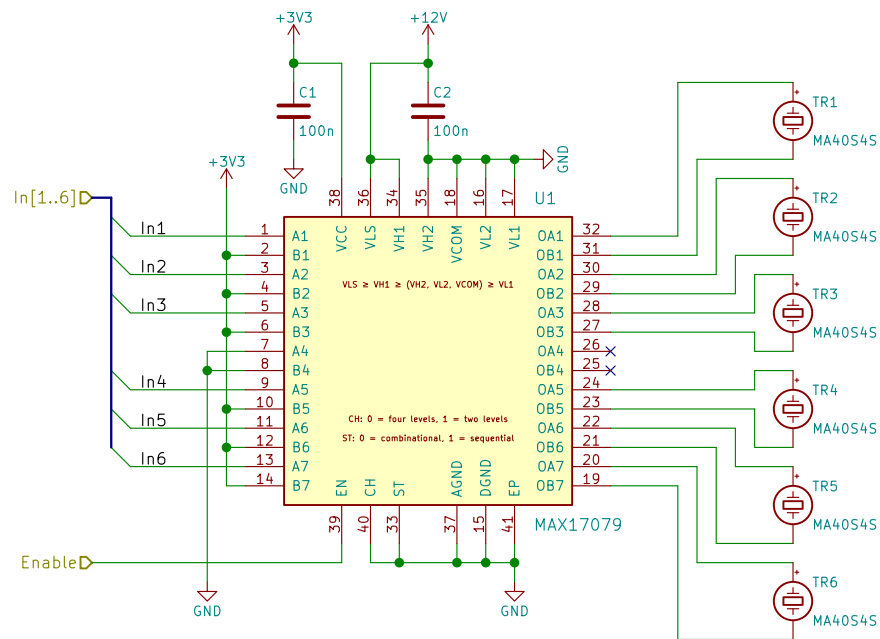 +3V3
+12V
C1
100n
C2
100n
GND
GND
+3V3
In[1..6]
TR1
MA40S4S
TR2
MA40S4S
TR3
MA40S4S
TR4
MA40S4S
TR5
MA40S4S
TR6
MA40S4S
U1
38 36 34 35 18 16 17
VCC VLS VH1 VH2 VCOM VL2 VL1
In1 1 A1 OA1 32
2 B1 OB1 31
In2 3 A2 OA2 30
4 B2 OB2 29
In3 5 A3 OA3 28
6 B3 OB3 27
7 A4 OA4 26
8 B4 OB4 25
In4 9 A5 OA5 24
10 B5 OB5 23
In5 11 A6 OA6 22
12 B6 OB6 21
In6 13 A7 OA7 20
14 B7 OB7 19
VLS ≥ VH1 ≥ (VH2, VL2, VCOM) ≥ VL1
CH: 0 = four levels, 1 = two levels
ST: 0 = combinational, 1 = sequential
EN CH ST AGND DGND EP
39 40 33 37 15 41
MAX17079
Enable
GND
GND